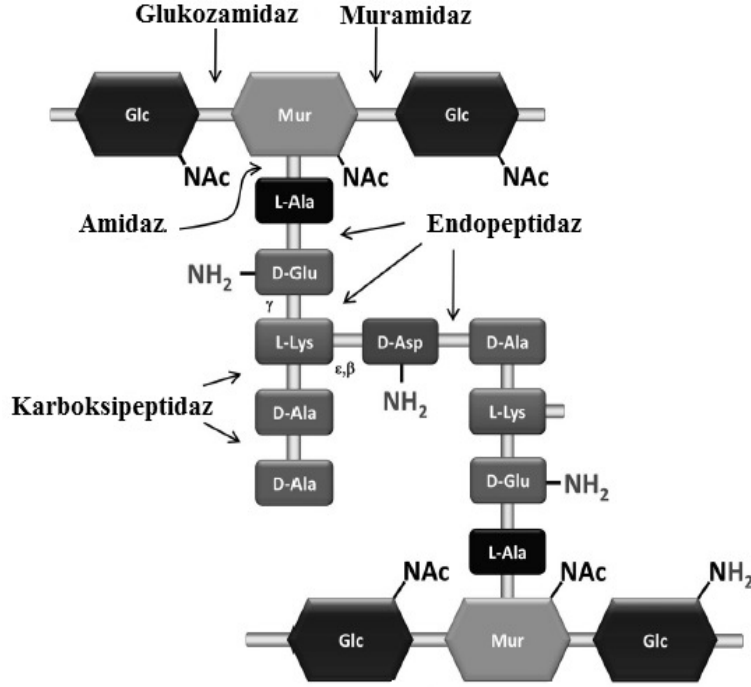 Glukozamidaz Muramidaz
Glc Mur Glc
NAc NAc NAc
L-Ala
Amidaz. Endopeptidaz
NH₂ D-Glu
γ
L-Lys D-Asp D-Ala
ε,β
NH₂
Karboksipeptidaz D-Ala L-Lys
D-Ala D-Glu NH₂
L-Ala
NAc NAc NH₂
Glc Mur Glc